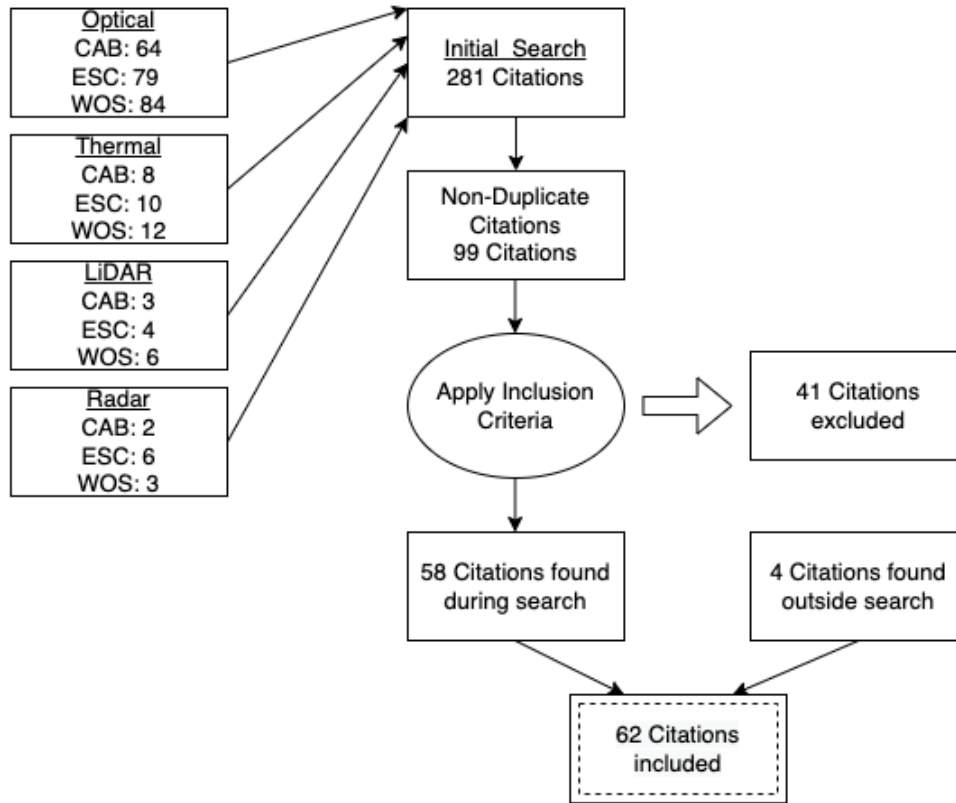 Optical
CAB: 64
ESC: 79
WOS: 84
Thermal
CAB: 8
ESC: 10
WOS: 12
LiDAR
CAB: 3
ESC: 4
WOS: 6
Radar
CAB: 2
ESC: 6
WOS: 3
Initial Search
281 Citations
Non-Duplicate
Citations
99 Citations
Apply Inclusion
Criteria
41 Citations
excluded
58 Citations found
during search
4 Citations found
outside search
62 Citations
included